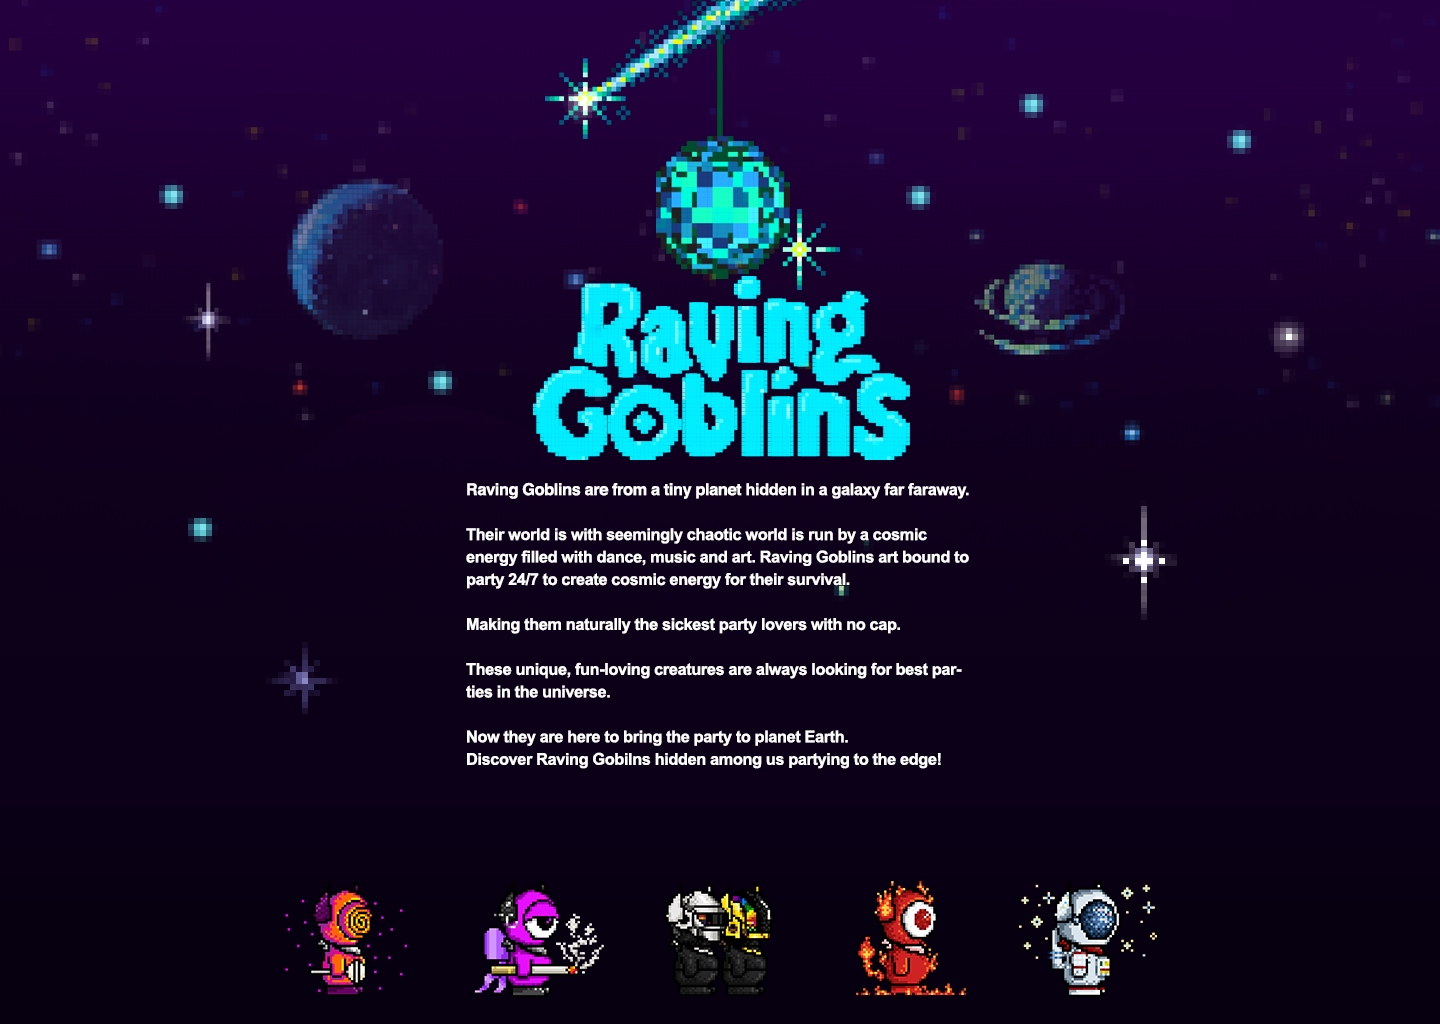 Raving
Goblins
Raving Goblins are from a tiny planet hidden in a galaxy far faraway.
Their world is with seemingly chaotic world is run by a cosmic
energy filled with dance, music and art. Raving Goblins art bound to
party 24/7 to create cosmic energy for their survival.
Making them naturally the sickest party lovers with no cap.
These unique, fun-loving creatures are always looking for best par-
ties in the universe.
Now they are here to bring the party to planet Earth.
Discover Raving Gobilns hidden among us partying to the edge!